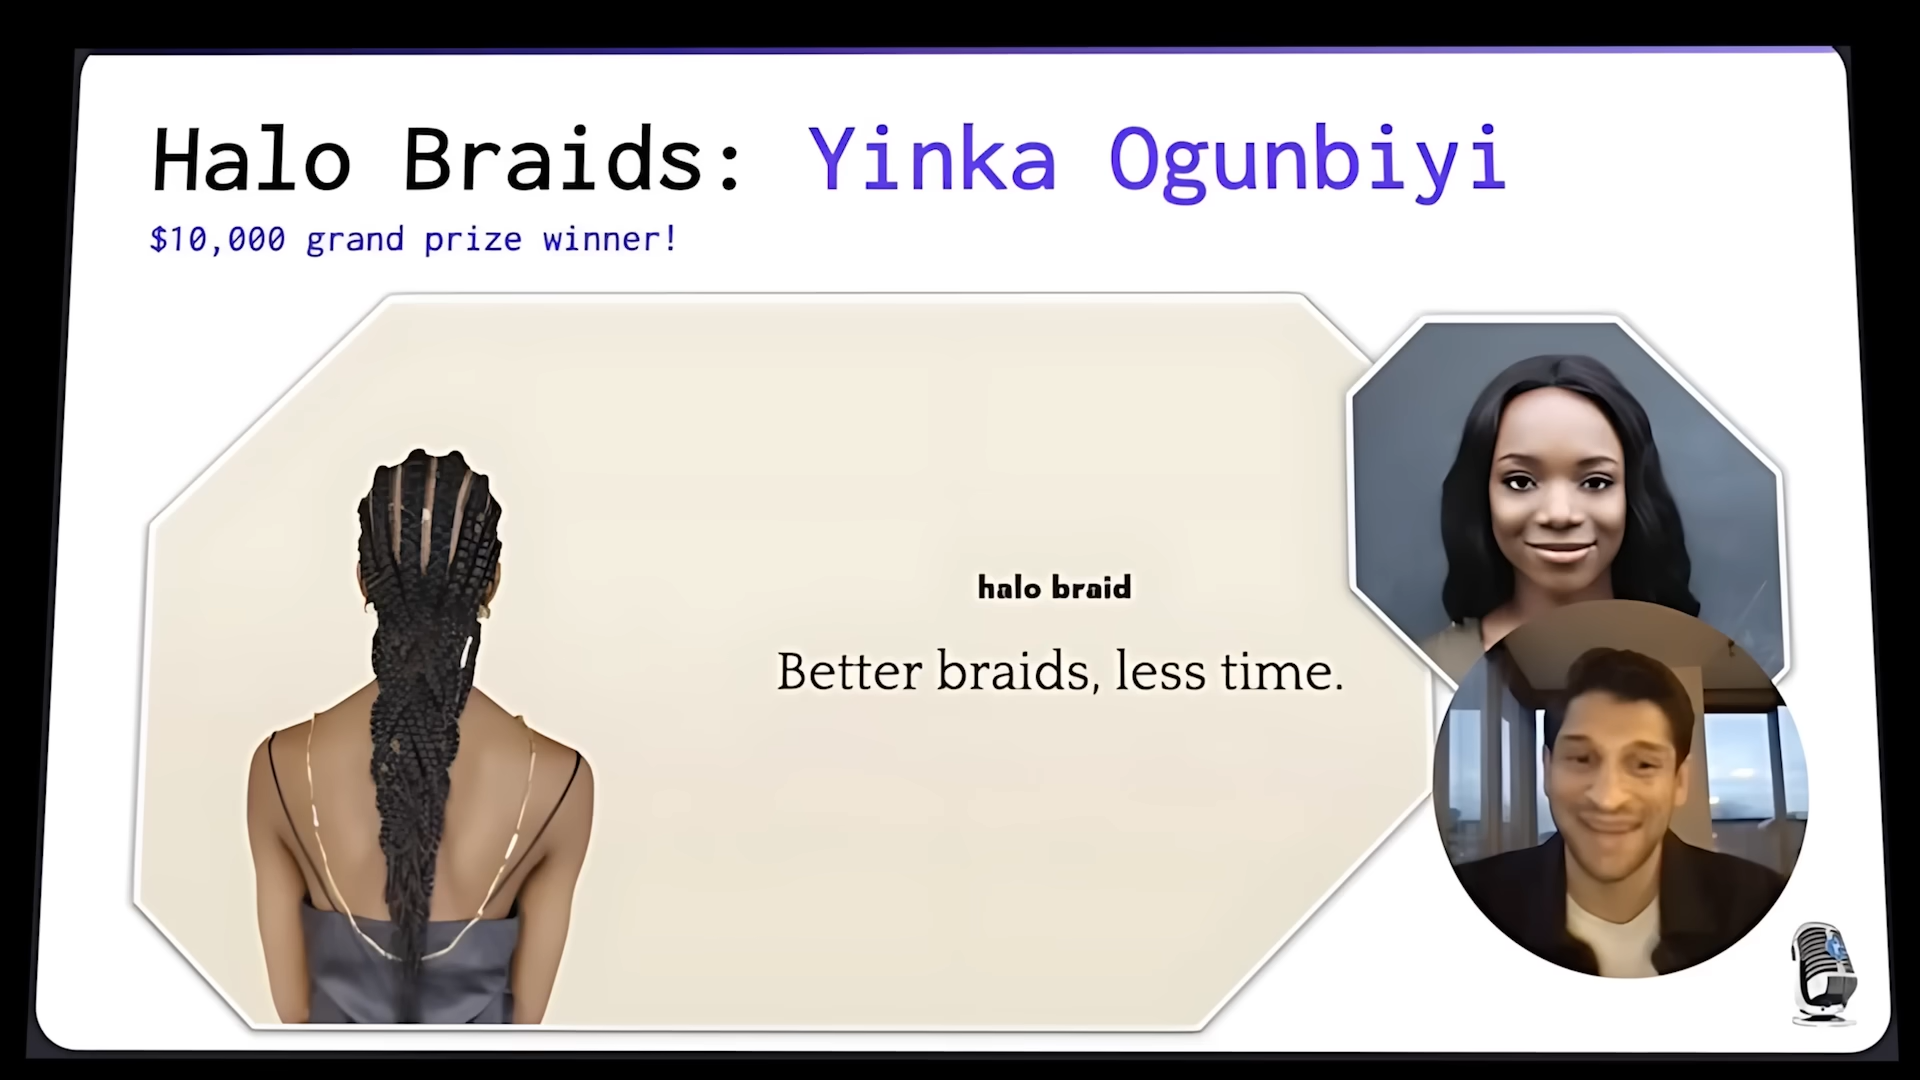 Halo Braids: Yinka Ogunbiyi
$10,000 grand prize winner!
halo braid
Better braids, less time.